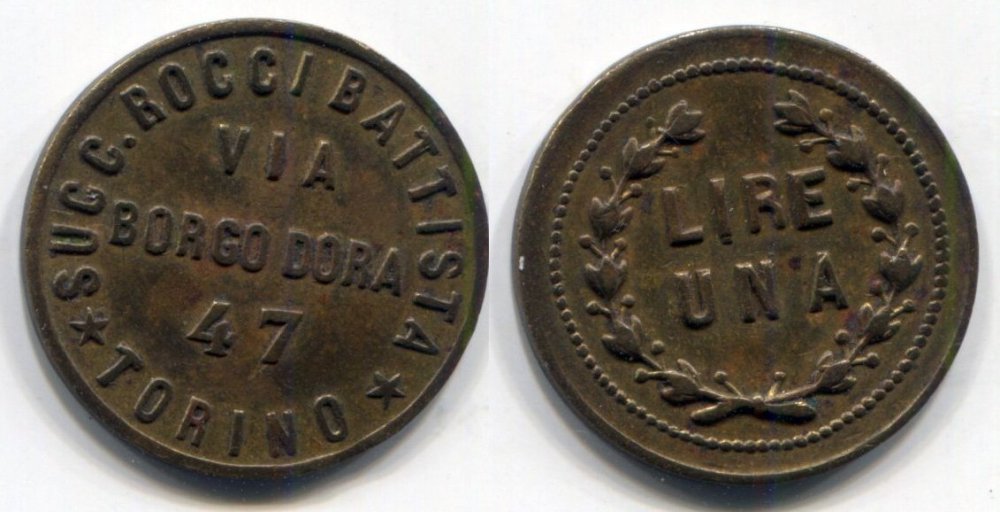 SUCC. ROCCI BATTISTA
VIA
BORGO DORA
47
★ TORINO ★
LIRE
UNA